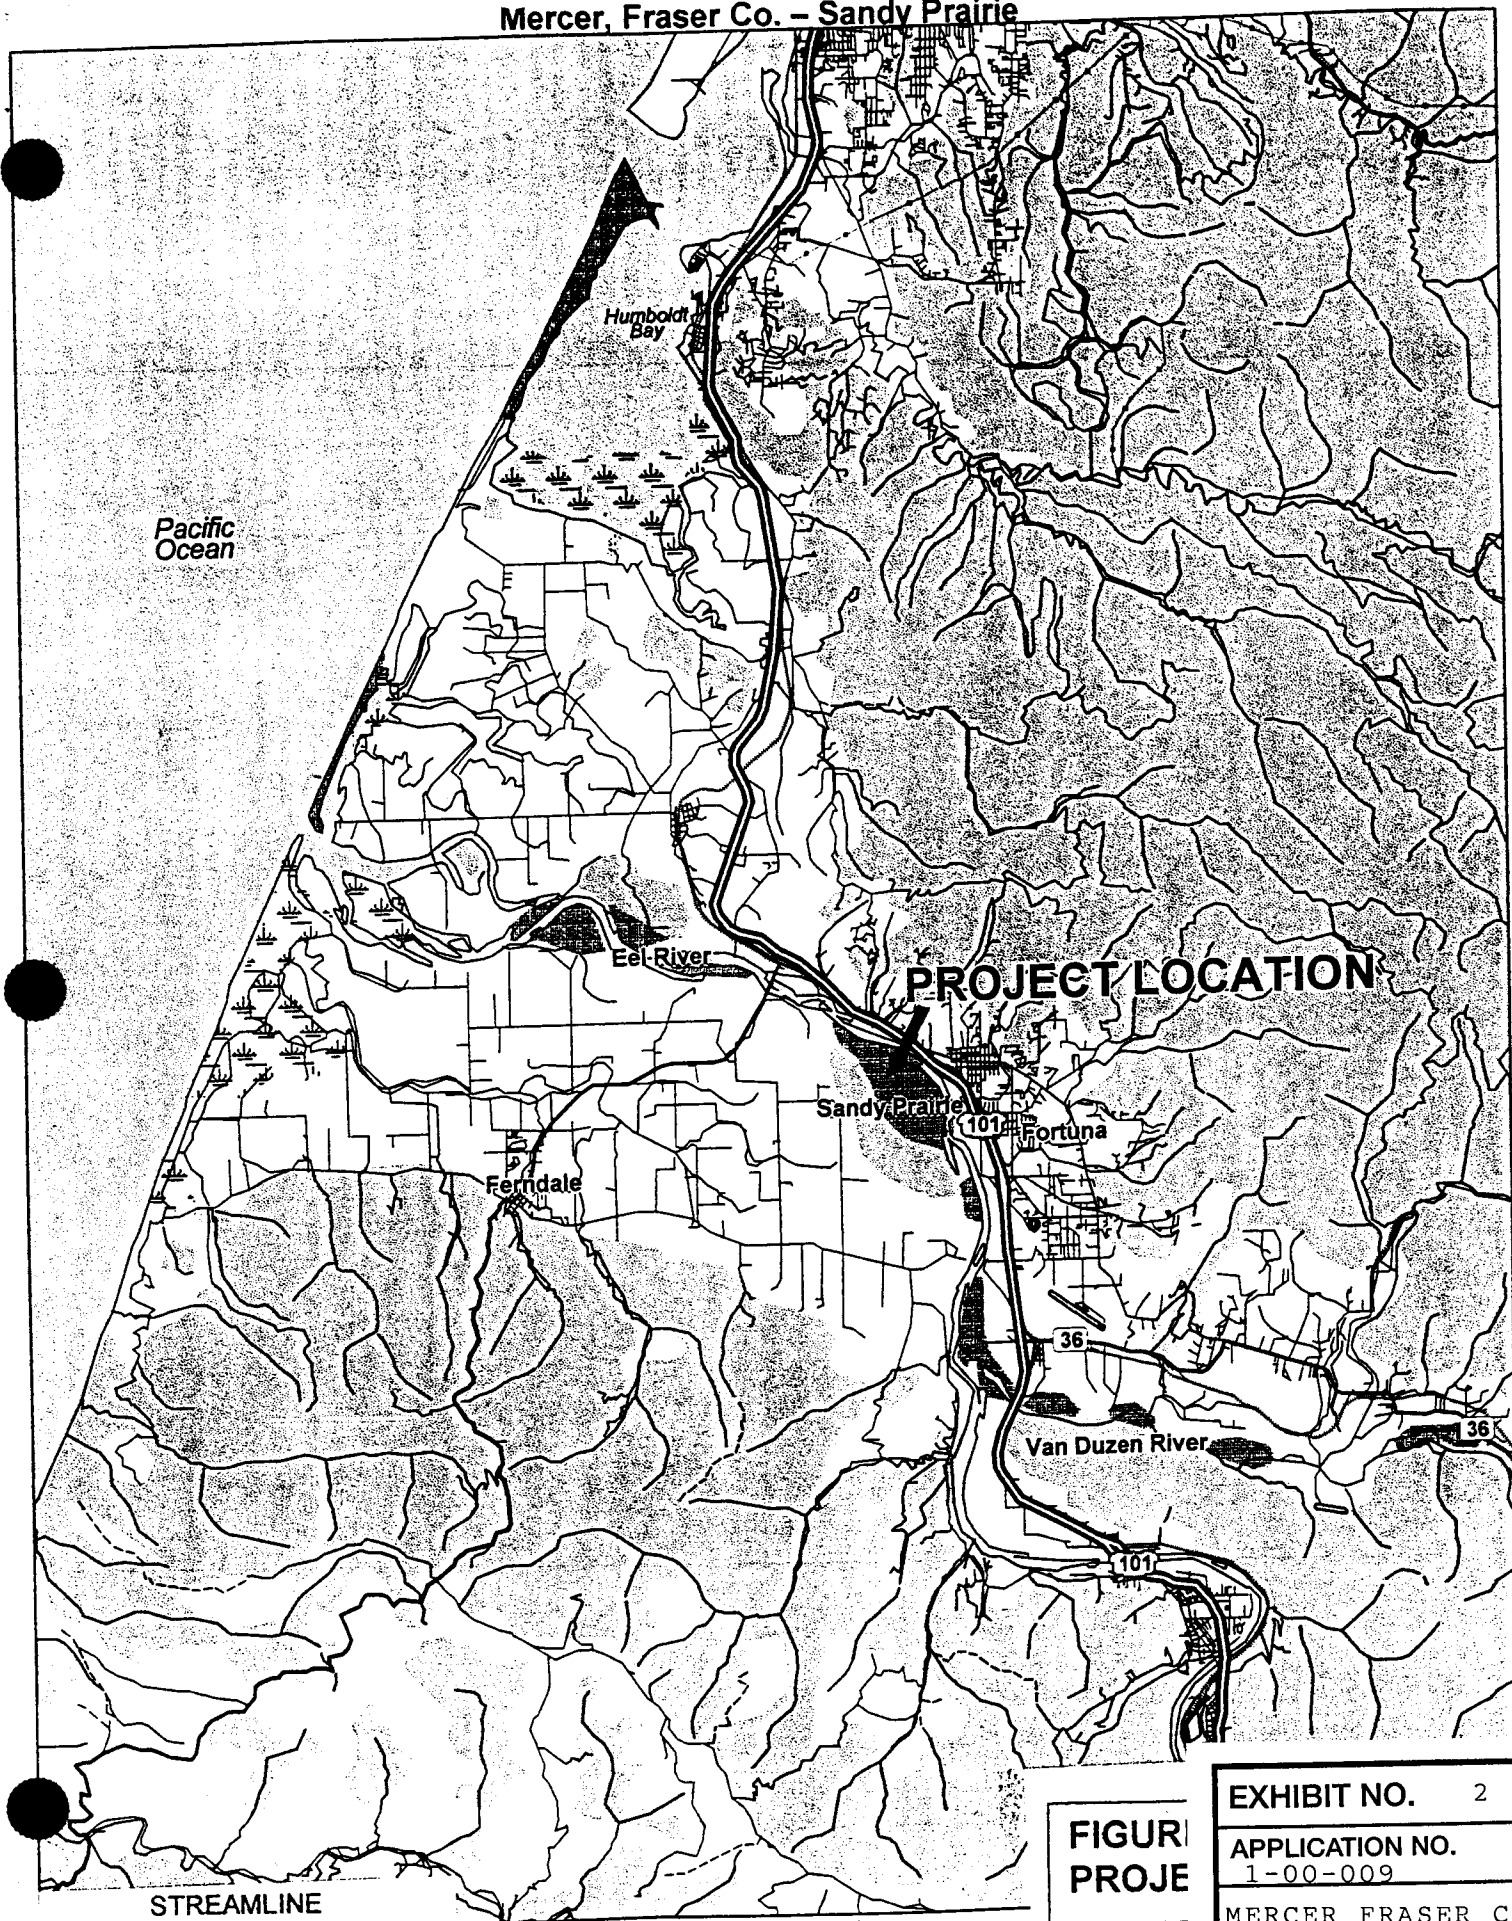 Mercer, Fraser Co. – Sandy Prairie
Humboldt
Bay
Pacific
Ocean
Eel River
PROJECT LOCATION
Sandy Prairie
101
Fortuna
Ferndale
36
Van Duzen River
36
101
EXHIBIT NO. 2
APPLICATION NO.
1-00-009
MERCER FRASER C
FIGUR
PROJE
STREAMLINE